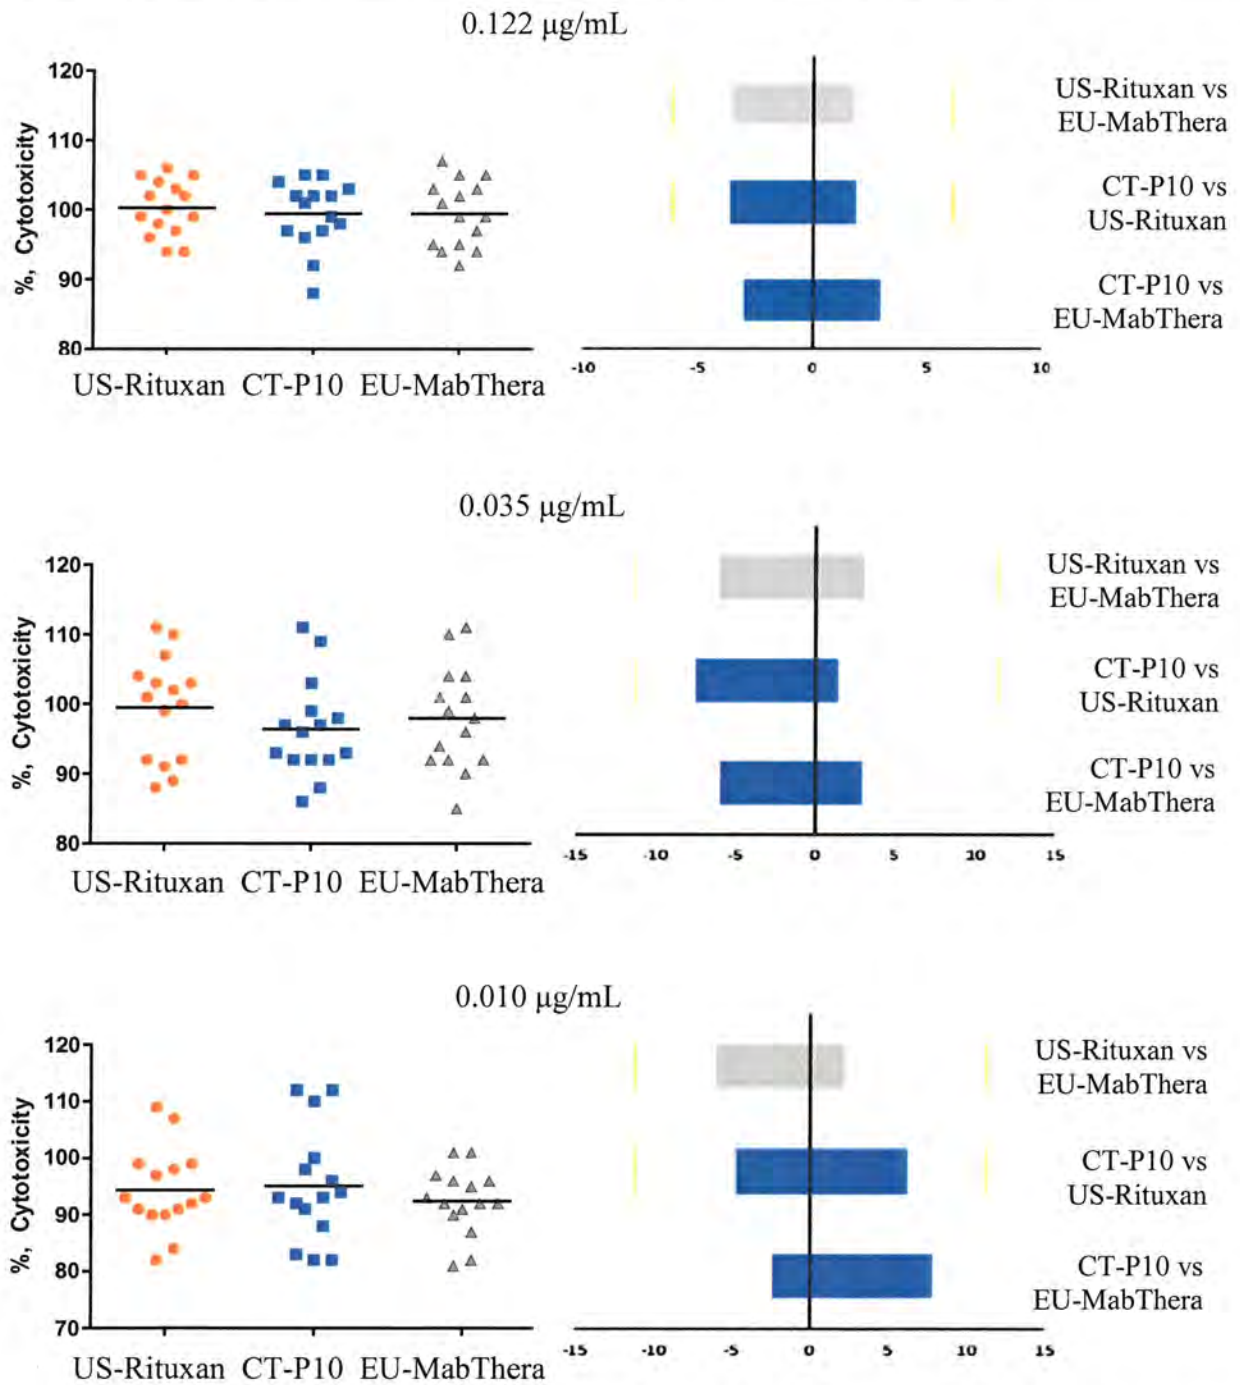 0.122 µg/mL
%, Cytotoxicity
120
110
100
90
80
US-Rituxan CT-P10 EU-MabThera
US-Rituxan vs
EU-MabThera
CT-P10 vs
US-Rituxan
CT-P10 vs
EU-MabThera
-10 -5 0 5 10
0.035 µg/mL
%, Cytotoxicity
120
110
100
90
80
US-Rituxan CT-P10 EU-MabThera
US-Rituxan vs
EU-MabThera
CT-P10 vs
US-Rituxan
CT-P10 vs
EU-MabThera
-15 -10 -5 0 5 10 15
0.010 µg/mL
%, Cytotoxicity
120
110
100
90
80
70
US-Rituxan CT-P10 EU-MabThera
US-Rituxan vs
EU-MabThera
CT-P10 vs
US-Rituxan
CT-P10 vs
EU-MabThera
-15 -10 -5 0 5 10 15